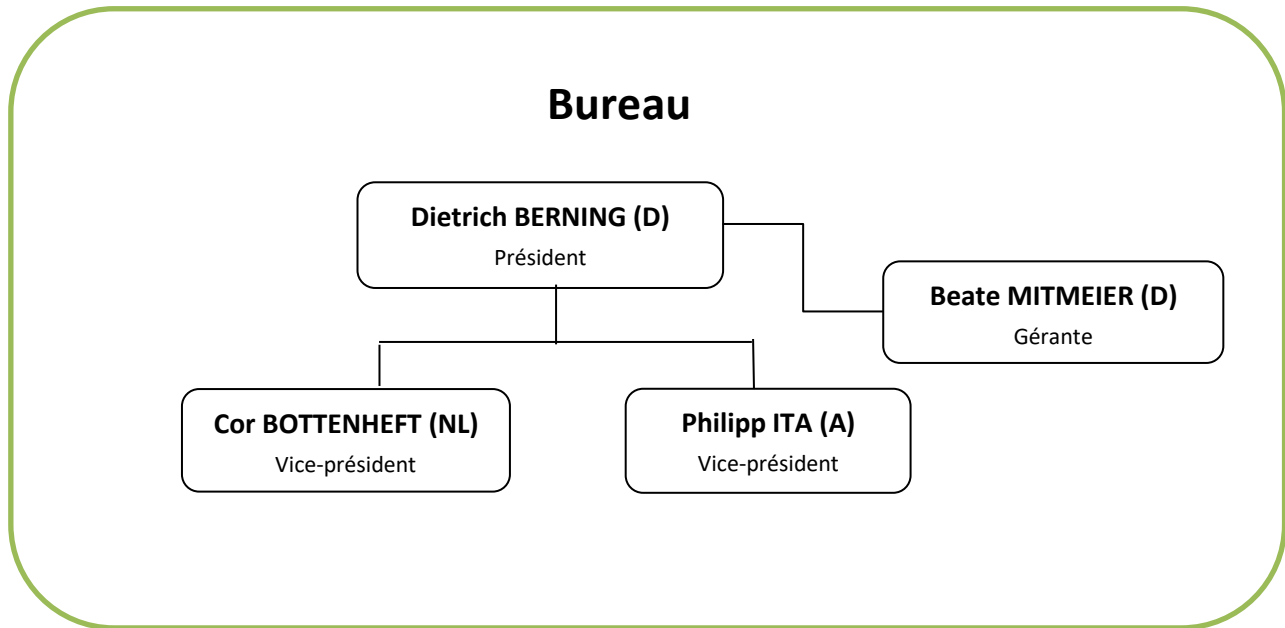 Bureau
Dietrich BERNING (D)
Président
Beate MITMEIER (D)
Gérante
Cor BOTTENHEFT (NL)
Vice-président
Philipp ITA (A)
Vice-président